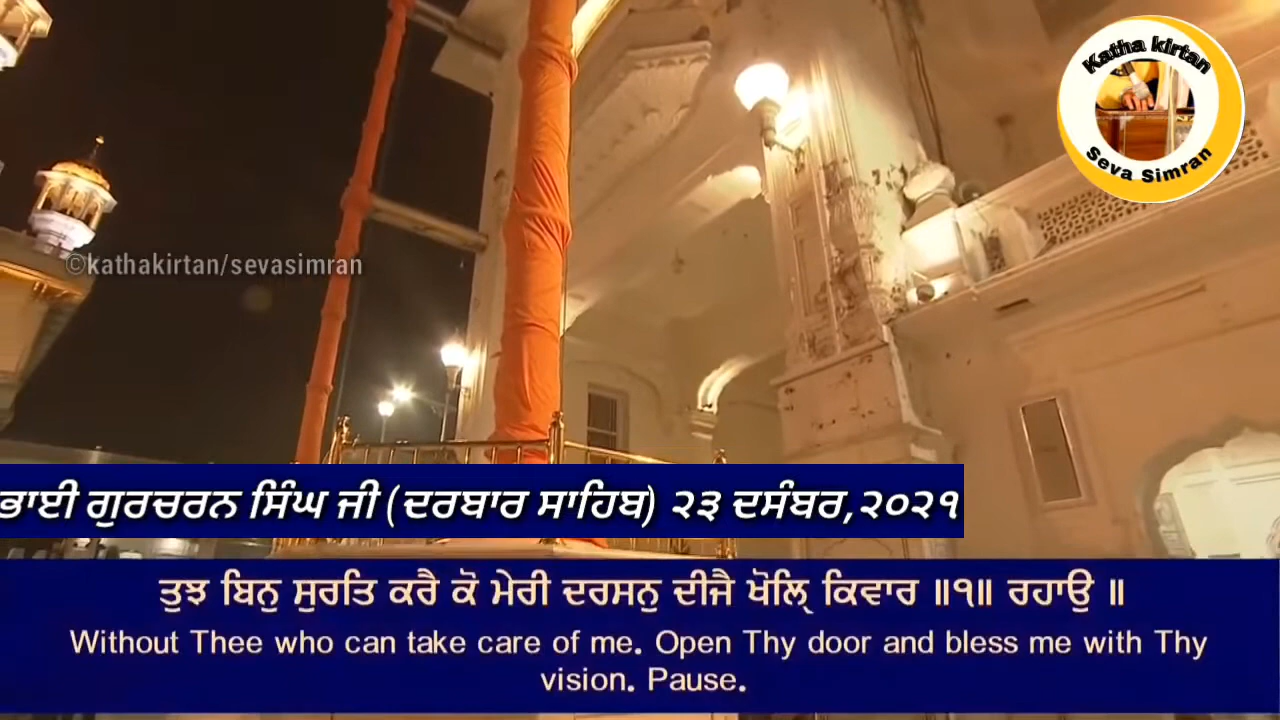 Katha kirtan
Seva Simran
©kathakirtan/sevasimran
ਭਾਈ ਗੁਰਚਰਨ ਸਿੰਘ ਜੀ (ਦਰਬਾਰ ਸਾਹਿਬ) ੨੩ ਦਸੰਬਰ,੨੦੨੧
ਤੁਝ ਬਿਨੁ ਸੁਰਤਿ ਕਰੈ ਕੋ ਮੇਰੀ ਦਰਸਨੁ ਦੀਜੈ ਖੋਲਿ੍ ਕਿਵਾਰ ॥੧॥ ਰਹਾਉ ॥
Without Thee who can take care of me. Open Thy door and bless me with Thy
vision. Pause.